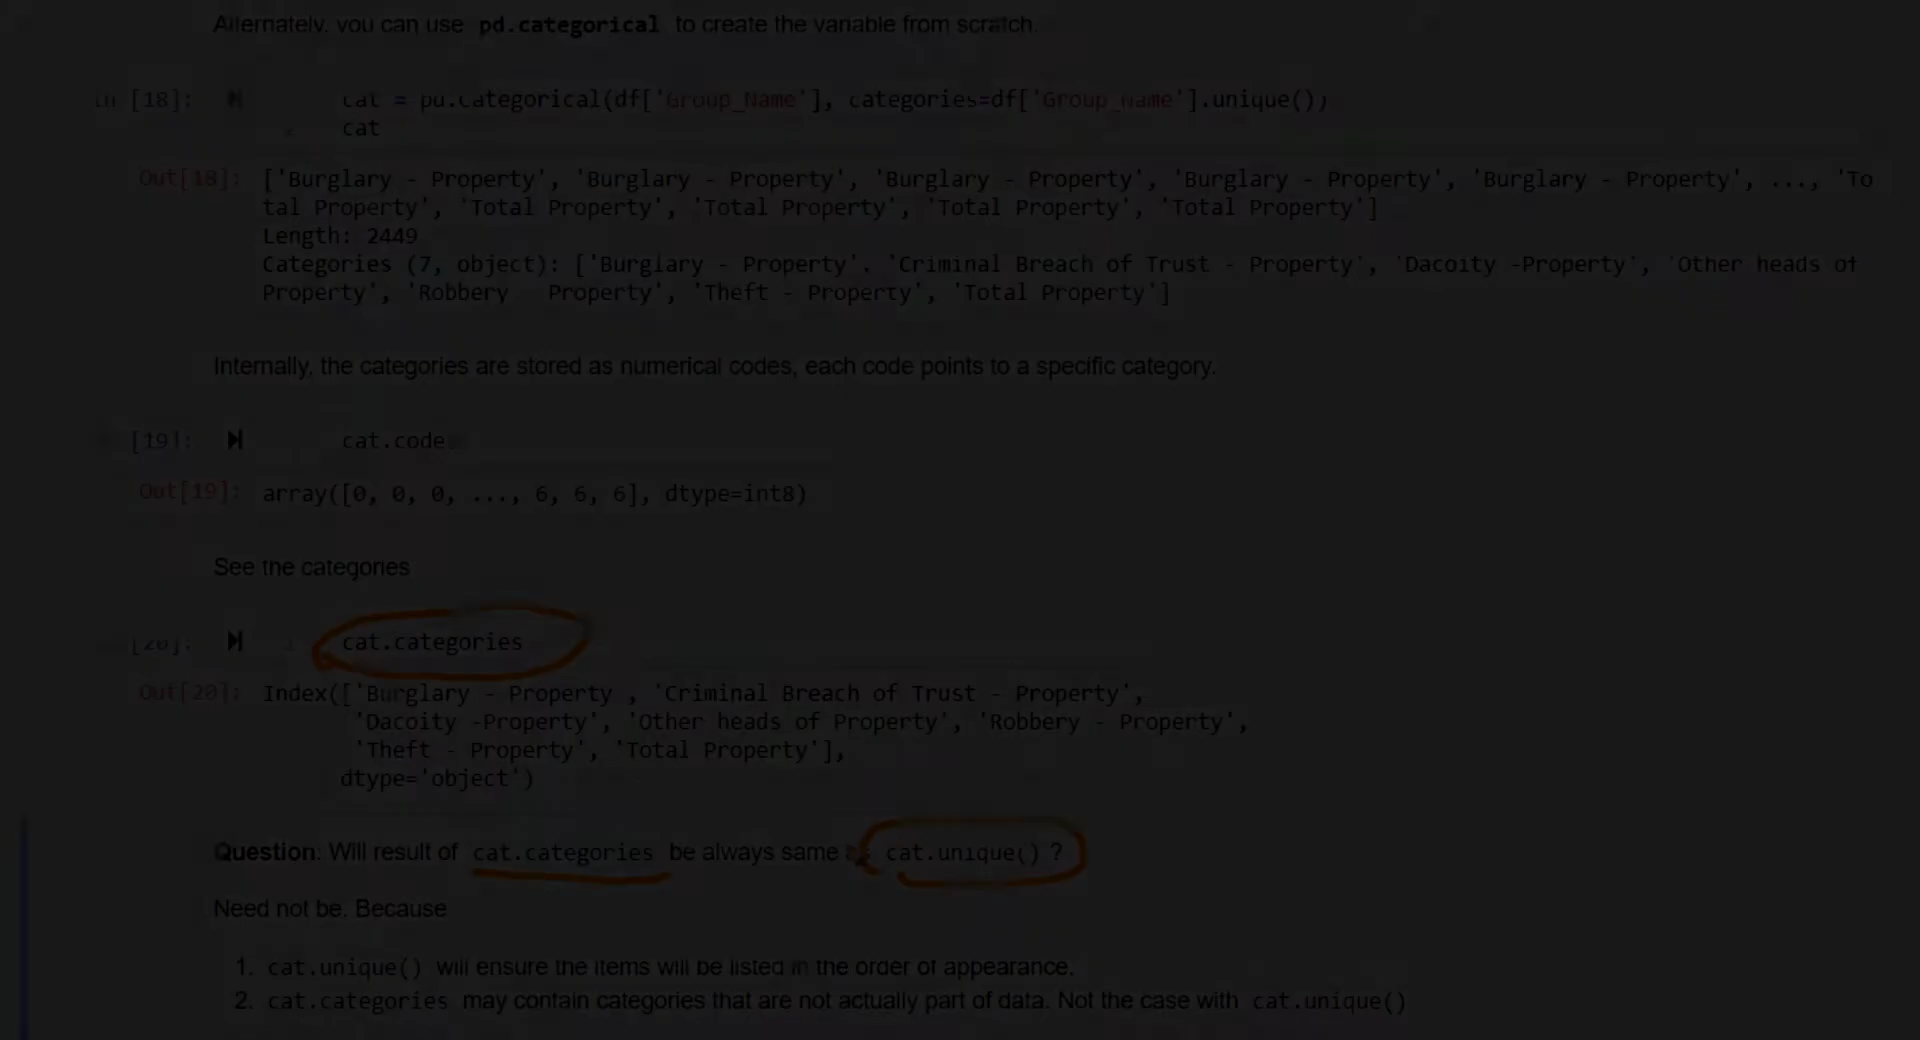 Alternately, you can use pd.categorical to create the variable from scratch.
In [18]: cat = pd.Categorical(df['Group_Name'], categories=df['Group_Name'].unique())
cat
Out[18]: ['Burglary - Property', 'Burglary - Property', 'Burglary - Property', 'Burglary - Property', 'Burglary - Property', ..., 'To
tal Property', 'Total Property', 'Total Property', 'Total Property', 'Total Property']
Length: 2449
Categories (7, object): ['Burglary - Property', 'Criminal Breach of Trust - Property', 'Dacoity -Property', 'Other heads of
Property', 'Robbery - Property', 'Theft - Property', 'Total Property']
Internally, the categories are stored as numerical codes, each code points to a specific category.
[19]: cat.codes
Out[19]: array([0, 0, 0, ..., 6, 6, 6], dtype=int8)
See the categories
[20]: cat.categories
Out[20]: Index(['Burglary - Property', 'Criminal Breach of Trust - Property',
'Dacoity -Property', 'Other heads of Property', 'Robbery - Property',
'Theft - Property', 'Total Property'],
dtype='object')
Question: Will result of cat.categories be always same as cat.unique() ?
Need not be. Because
1. cat.unique() will ensure the items will be listed in the order of appearance.
2. cat.categories may contain categories that are not actually part of data. Not the case with cat.unique()